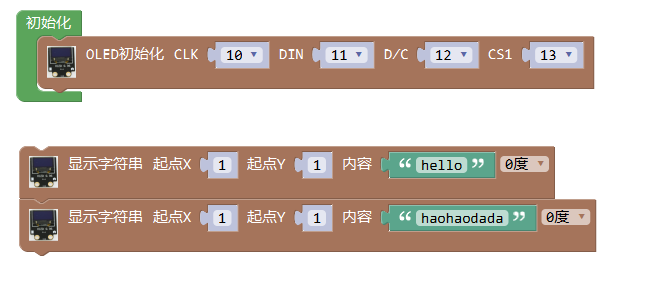 初始化
OLED初始化 CLK 10 DIN 11 D/C 12 CS1 13
显示字符串 起点X 1 起点Y 1 内容 “ hello ” 0度
显示字符串 起点X 1 起点Y 1 内容 “ haohaodada ” 0度